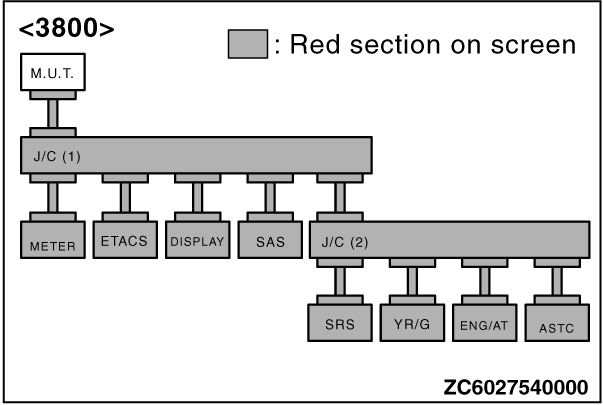 <3800>
: Red section on screen
M.U.T.
J/C (1)
METER ETACS DISPLAY SAS J/C (2)
SRS YR/G ENG/AT ASTC
ZC6027540000